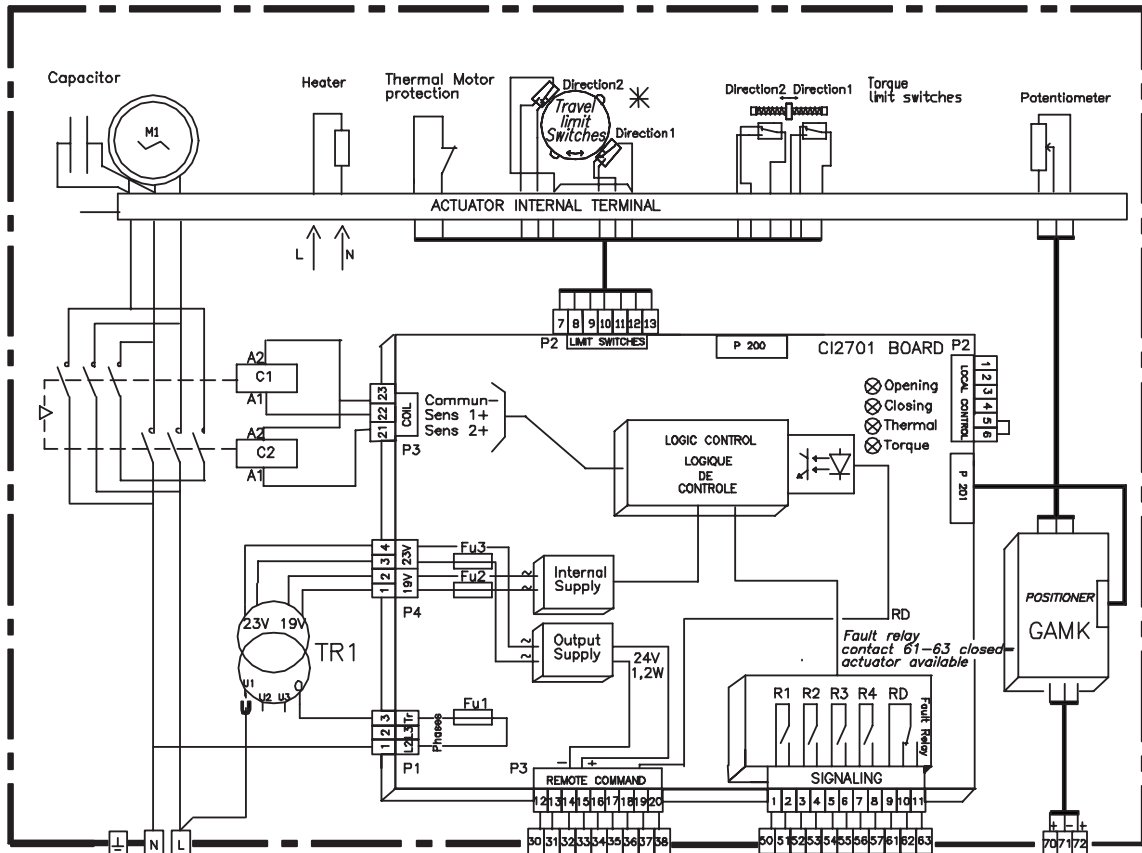 Capacitor
M1
Heater
Thermal Motor
protection
Direction2
Travel
limit
Switches
Direction1
Direction2 Direction1
Torque
limit switches
Potentiometer
ACTUATOR INTERNAL TERMINAL
L
N
7 8 9 10 11 12 13
P2 LIMIT SWITCHES
P 200
CI2701 BOARD
P2
LOCAL CONTROL
1
2
3
4
5
6
Opening
Closing
Thermal
Torque
A2
C1
A1
A2
C2
A1
23
22
21
COIL
P3
Commun-
Sens 1+
Sens 2+
LOGIC CONTROL
LOGIQUE
DE
CONTROLE
P 201
4
3
2
1
23V
19V
P4
Fu3
Fu2
Internal
Supply
Output
Supply
24V
1,2W
RD
Fault relay
contact 61-63 closed=
actuator available
POSITIONER
GAMK
23V 19V
TR1
U1
U2 U3
0
3
2
1
Tr
L3
L2
Phases
P1
Fu1
R1 R2 R3 R4 RD
Fault Relay
- +
P3
REMOTE COMMAND
12 13 14 15 16 17 18 19 20
30 31 32 33 34 35 36 37 38
SIGNALING
1 2 3 4 5 6 7 8 9 10 11
50 51 52 53 54 55 56 57 61 62 63
N L
+ - +
70 71 72